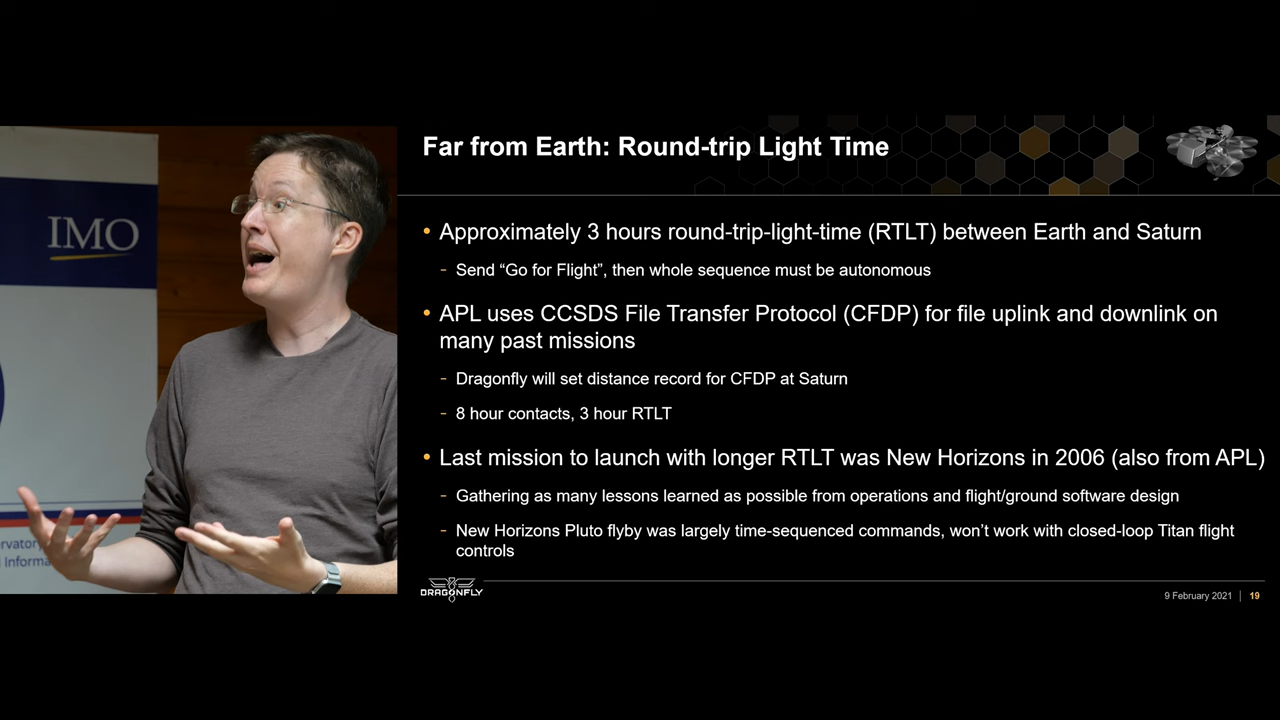 IMO
rvatory
Informa
Far from Earth: Round-trip Light Time
• Approximately 3 hours round-trip-light-time (RTLT) between Earth and Saturn
- Send “Go for Flight”, then whole sequence must be autonomous
• APL uses CCSDS File Transfer Protocol (CFDP) for file uplink and downlink on
many past missions
- Dragonfly will set distance record for CFDP at Saturn
- 8 hour contacts, 3 hour RTLT
• Last mission to launch with longer RTLT was New Horizons in 2006 (also from APL)
- Gathering as many lessons learned as possible from operations and flight/ground software design
- New Horizons Pluto flyby was largely time-sequenced commands, won’t work with closed-loop Titan flight
controls
DRAGONFLY
9 February 2021 | 19